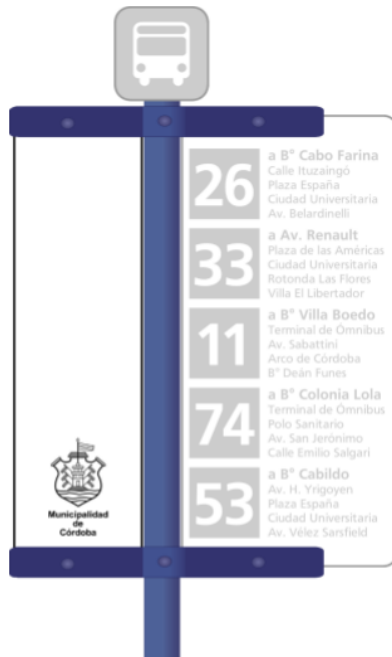 26
a B° Cabo Farina
Calle Ituzaingó
Plaza España
Ciudad Universitaria
Av. Belardinelli
33
a Av. Renault
Plaza de las Américas
Ciudad Universitaria
Rotonda Las Flores
Villa El Libertador
11
a B° Villa Boedo
Terminal de Ómnibus
Av. Sabattini
Arco de Córdoba
B° Deán Funes
74
a B° Colonia Lola
Terminal de Ómnibus
Polo Sanitario
Av. San Jerónimo
Calle Emilio Salgari
53
a B° Cabildo
Av. H. Yrigoyen
Plaza España
Ciudad Universitaria
Av. Vélez Sarsfield
Municipalidad
de
Córdoba